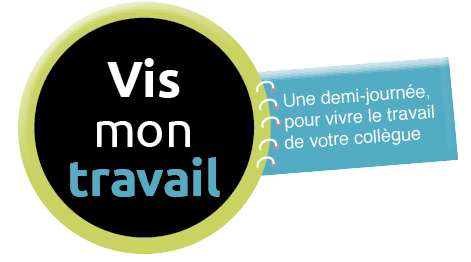 Vis
mon
travail
Une demi-journée,
pour vivre le travail
de votre collègue